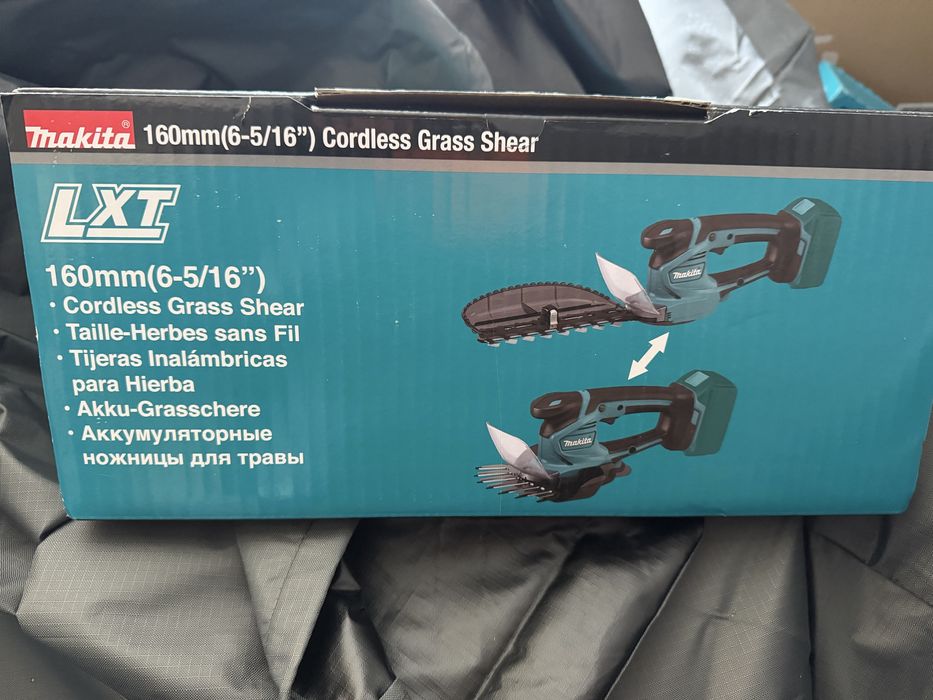 makita® 160mm(6-5/16") Cordless Grass Shear
LXT
160mm(6-5/16")
· Cordless Grass Shear
· Taille-Herbes sans Fil
· Tijeras Inalámbricas
para Hierba
· Akku-Grasschere
· Аккумуляторные
ножницы для травы
makita
makita